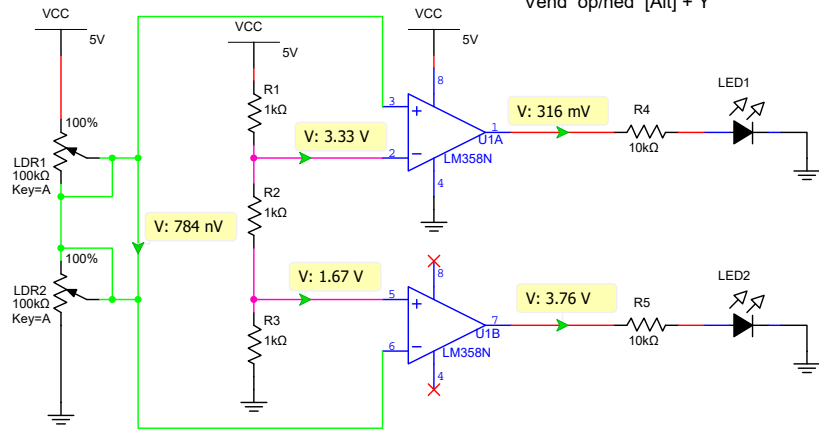 Vend op/ned [Alt] + Y
VCC
5V
VCC
5V
VCC
5V
R1
1kΩ
100%
LDR1
100kΩ
Key=A
V: 3.33 V
3
2
8
1
4
U1A
LM358N
V: 316 mV
R4
10kΩ
LED1
R2
1kΩ
V: 784 nV
100%
LDR2
100kΩ
Key=A
V: 1.67 V
5
6
8
7
4
U1B
LM358N
V: 3.76 V
R5
10kΩ
LED2
R3
1kΩ